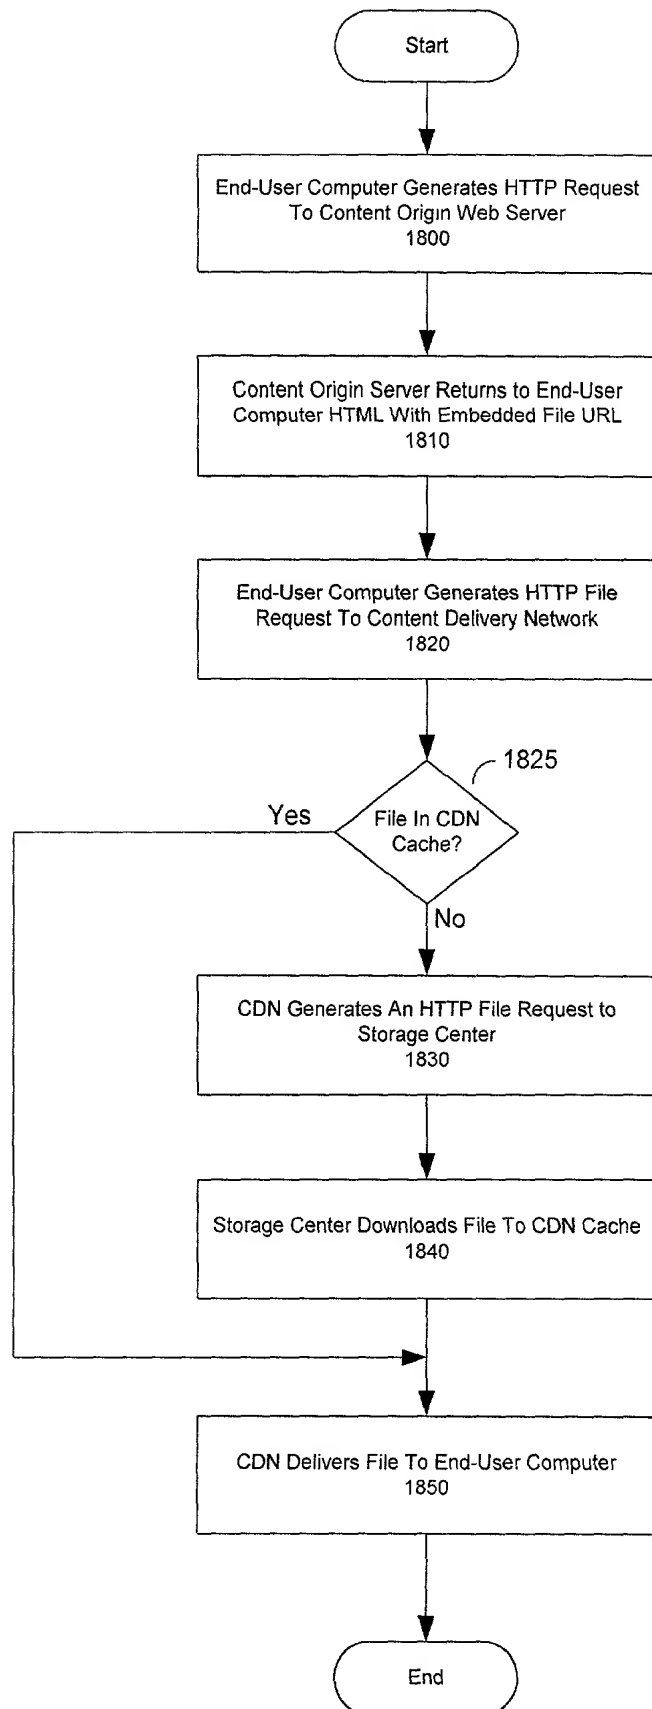 Start
End-User Computer Generates HTTP Request
To Content Origin Web Server
1800
Content Origin Server Returns to End-User
Computer HTML With Embedded File URL
1810
End-User Computer Generates HTTP File
Request To Content Delivery Network
1820
1825
Yes
File In CDN
Cache?
No
CDN Generates An HTTP File Request to
Storage Center
1830
Storage Center Downloads File To CDN Cache
1840
CDN Delivers File To End-User Computer
1850
End